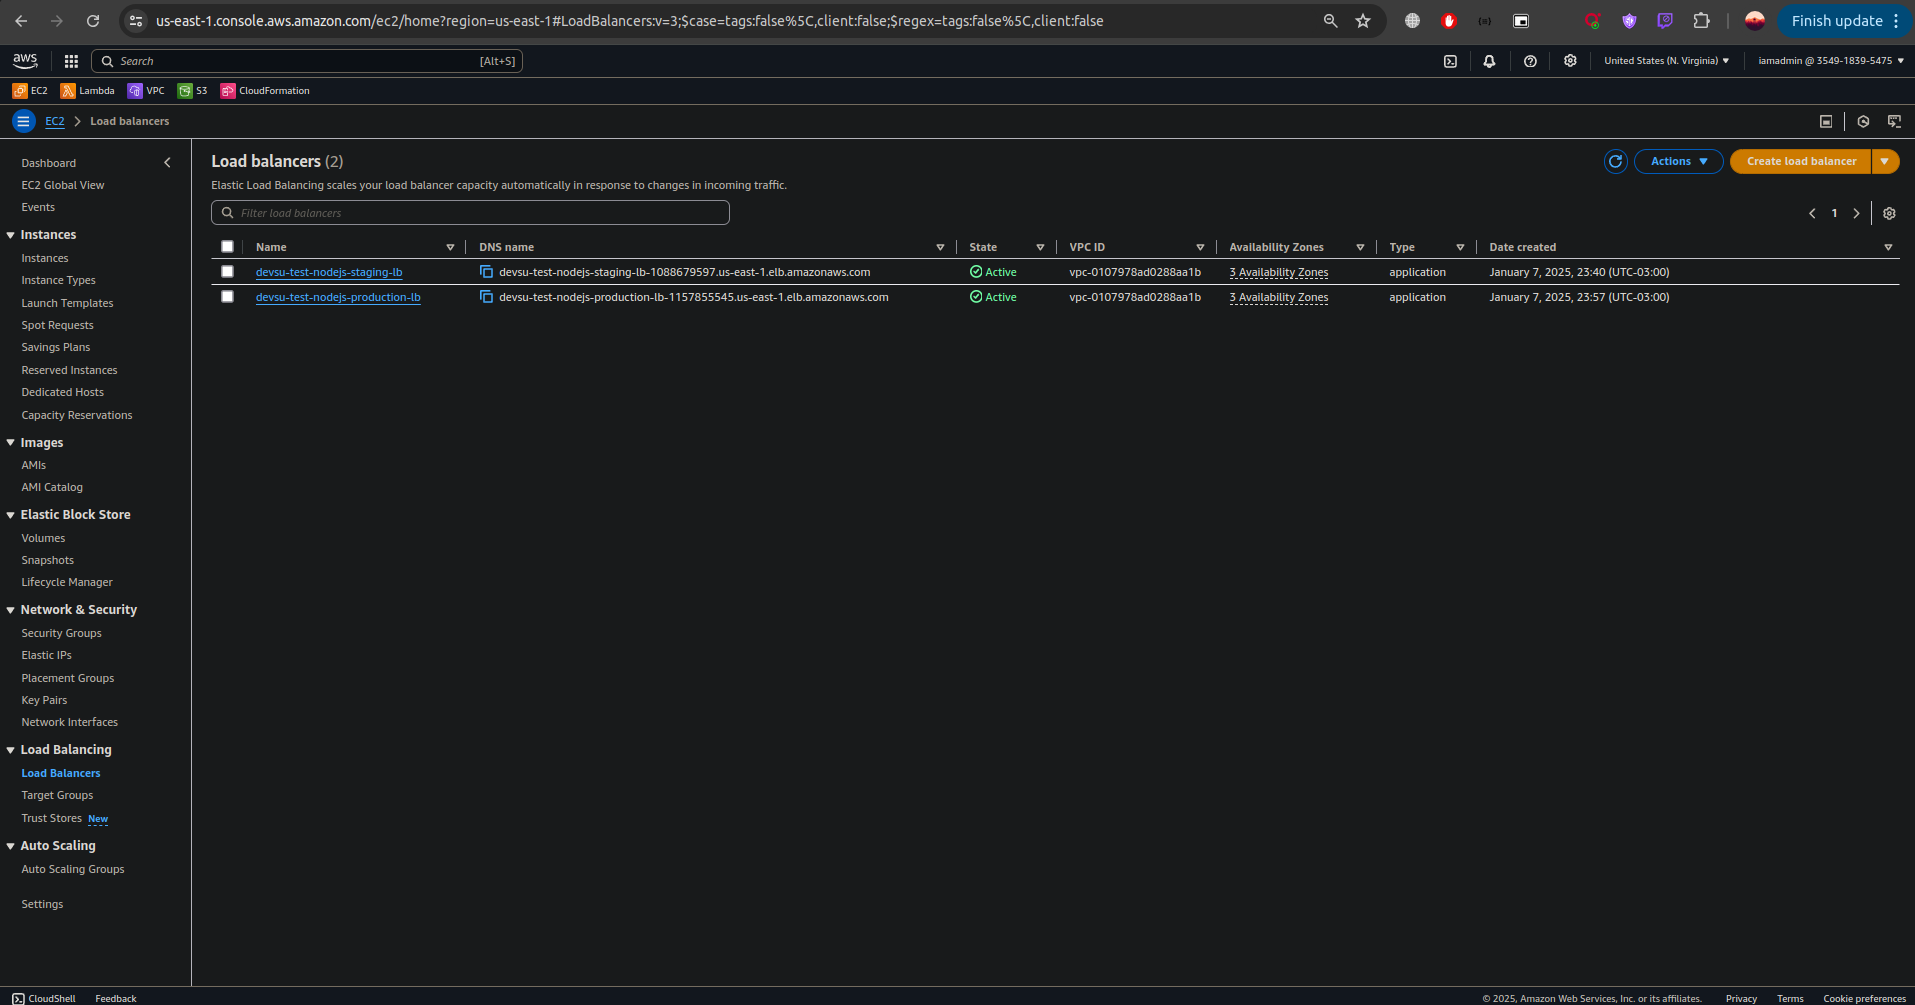 us-east-1.console.aws.amazon.com/ec2/home?region=us-east-1#LoadBalancers:v=3;$case=tags:false%5C,client:false;$regex=tags:false%5C,client:false
Finish update
aws
Search [Alt+S]
United States (N. Virginia)
iamadmin @ 3549-1839-5475
EC2 Lambda VPC S3 CloudFormation
EC2 Load balancers
Dashboard
EC2 Global View
Events
Instances
Instances
Instance Types
Launch Templates
Spot Requests
Savings Plans
Reserved Instances
Dedicated Hosts
Capacity Reservations
Images
AMIs
AMI Catalog
Elastic Block Store
Volumes
Snapshots
Lifecycle Manager
Network & Security
Security Groups
Elastic IPs
Placement Groups
Key Pairs
Network Interfaces
Load Balancing
Load Balancers
Target Groups
Trust Stores New
Auto Scaling
Auto Scaling Groups
Settings
Load balancers (2)
Actions
Create load balancer
Elastic Load Balancing scales your load balancer capacity automatically in response to changes in incoming traffic.
Filter load balancers
1
Name DNS name State VPC ID Availability Zones Type Date created
devsu-test-nodejs-staging-lb devsu-test-nodejs-staging-lb-1088679597.us-east-1.elb.amazonaws.com Active vpc-0107978ad0288aa1b 3 Availability Zones application January 7, 2025, 23:40 (UTC-03:00)
devsu-test-nodejs-production-lb devsu-test-nodejs-production-lb-1157855545.us-east-1.elb.amazonaws.com Active vpc-0107978ad0288aa1b 3 Availability Zones application January 7, 2025, 23:57 (UTC-03:00)
CloudShell Feedback
© 2025, Amazon Web Services, Inc. or its affiliates. Privacy Terms Cookie preferences